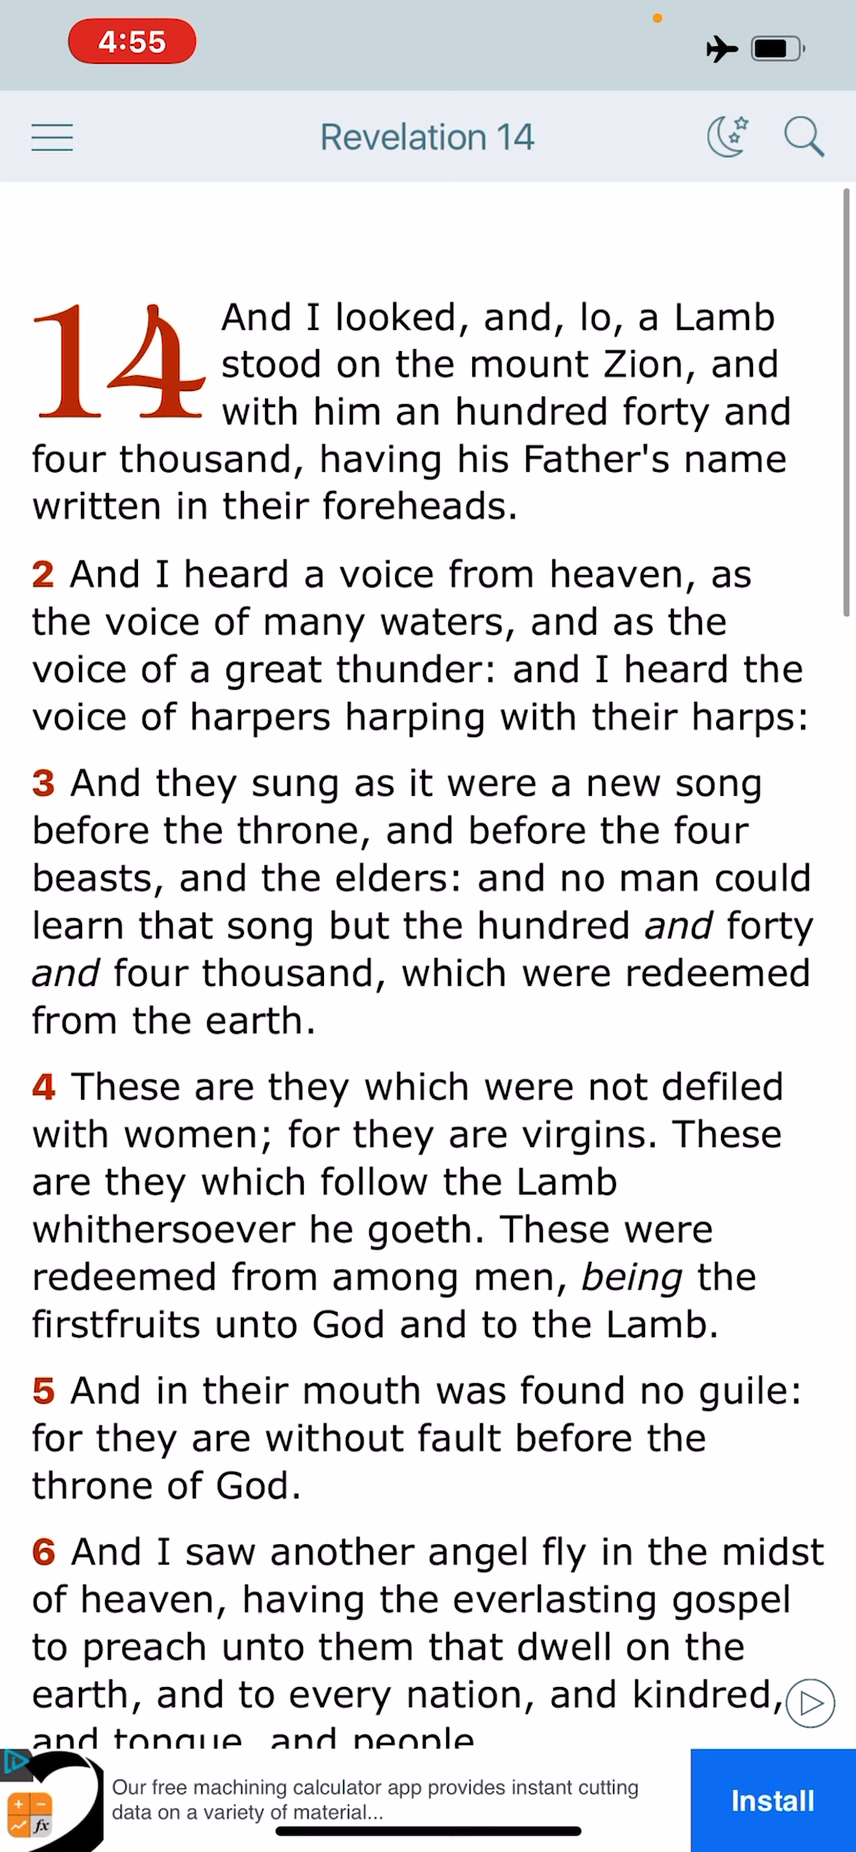 4:55
Revelation 14
14 And I looked, and, lo, a Lamb
stood on the mount Zion, and
with him an hundred forty and
four thousand, having his Father's name
written in their foreheads.
2 And I heard a voice from heaven, as
the voice of many waters, and as the
voice of a great thunder: and I heard the
voice of harpers harping with their harps:
3 And they sung as it were a new song
before the throne, and before the four
beasts, and the elders: and no man could
learn that song but the hundred and forty
and four thousand, which were redeemed
from the earth.
4 These are they which were not defiled
with women; for they are virgins. These
are they which follow the Lamb
whithersoever he goeth. These were
redeemed from among men, being the
firstfruits unto God and to the Lamb.
5 And in their mouth was found no guile:
for they are without fault before the
throne of God.
6 And I saw another angel fly in the midst
of heaven, having the everlasting gospel
to preach unto them that dwell on the
earth, and to every nation, and kindred,
and tongue, and people
Our free machining calculator app provides instant cutting
data on a variety of material...
Install
fx